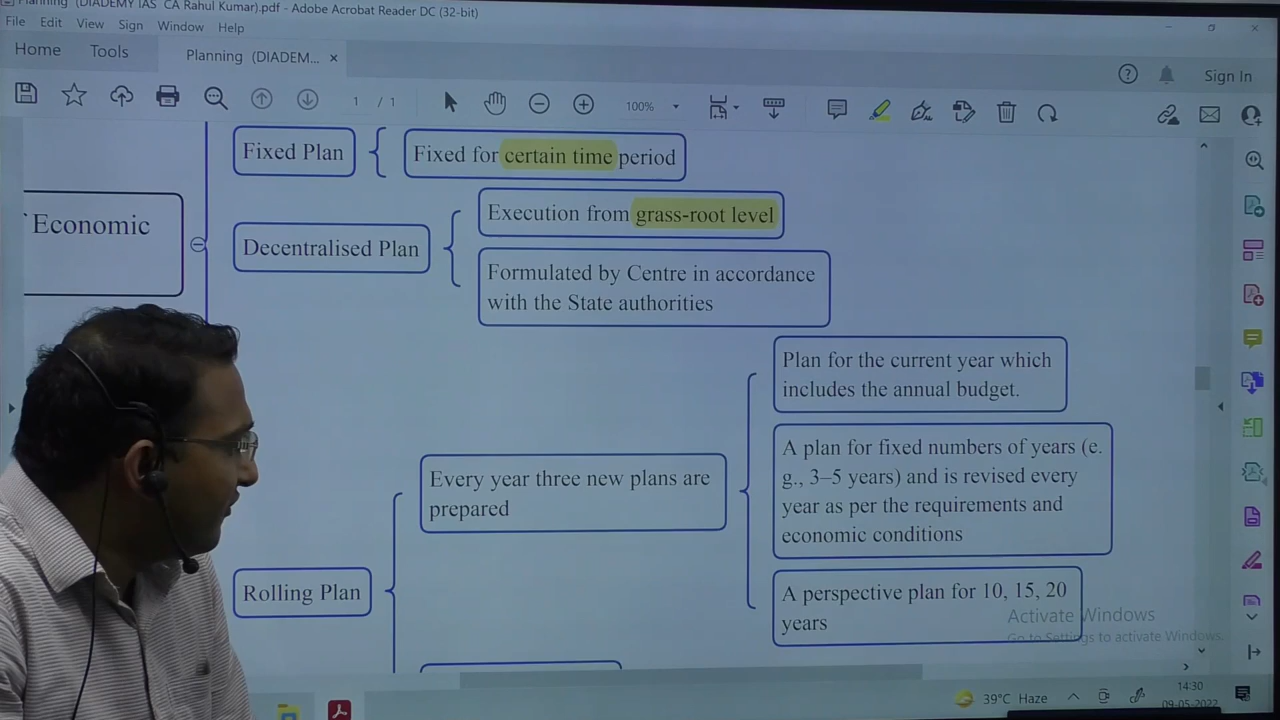 (DIADEMY IAS CA Rahul Kumar).pdf - Adobe Acrobat Reader DC (32-bit)
File Edit View Sign Window Help
Home Tools Planning (DIADEM... ×
Sign In
1 / 1 100%
Fixed Plan
Fixed for certain time period
Economic
Decentralised Plan
Execution from grass-root level
Formulated by Centre in accordance
with the State authorities
Rolling Plan
Every year three new plans are
prepared
Plan for the current year which
includes the annual budget.
A plan for fixed numbers of years (e.
g., 3–5 years) and is revised every
year as per the requirements and
economic conditions
A perspective plan for 10, 15, 20
years
Activate Windows
Go to Settings to activate Windows.
39°C Haze
14:30
09-05-2022